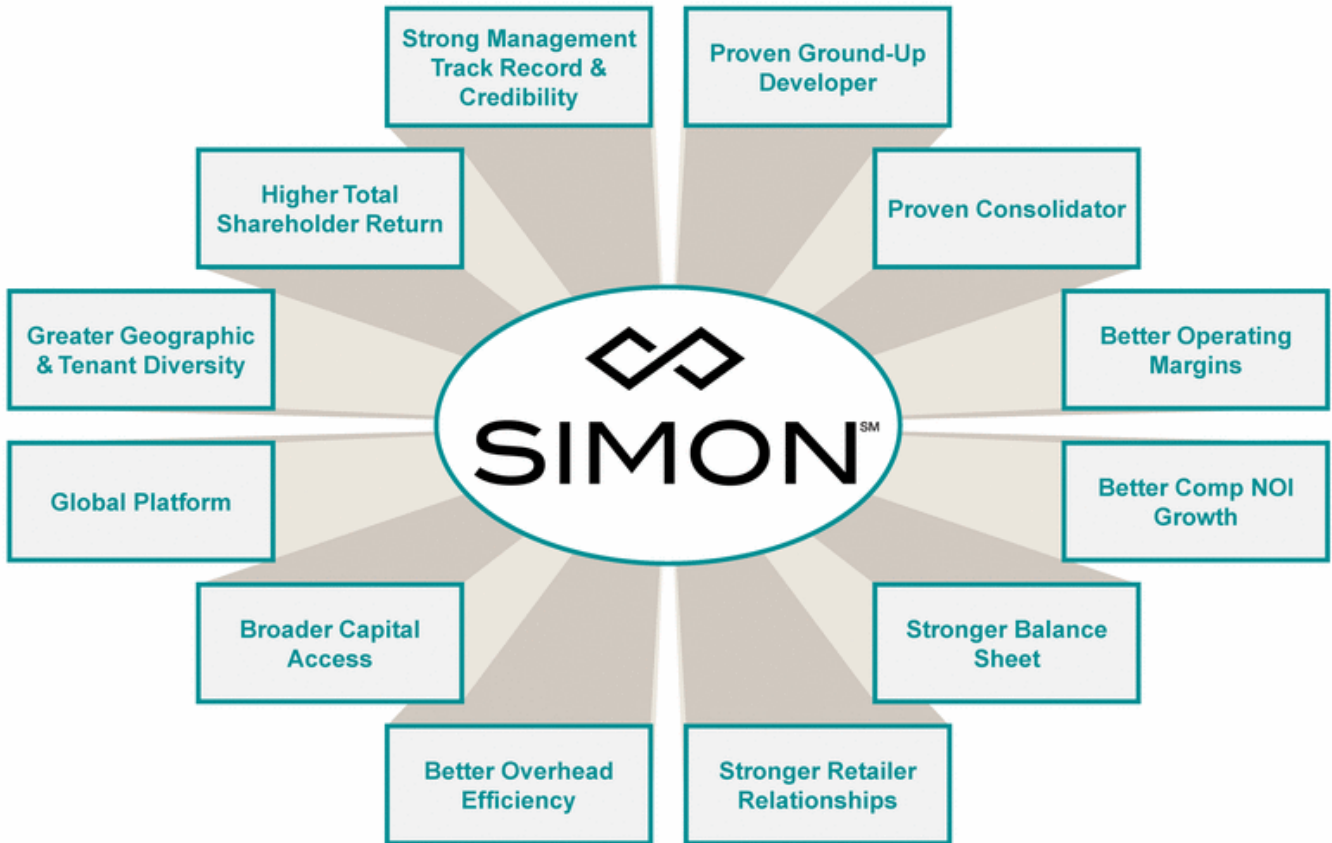 Strong Management
Track Record &
Credibility
Proven Ground-Up
Developer
Higher Total
Shareholder Return
Proven Consolidator
Greater Geographic
& Tenant Diversity
Better Operating
Margins
SIMON℠
Global Platform
Better Comp NOI
Growth
Broader Capital
Access
Stronger Balance
Sheet
Better Overhead
Efficiency
Stronger Retailer
Relationships